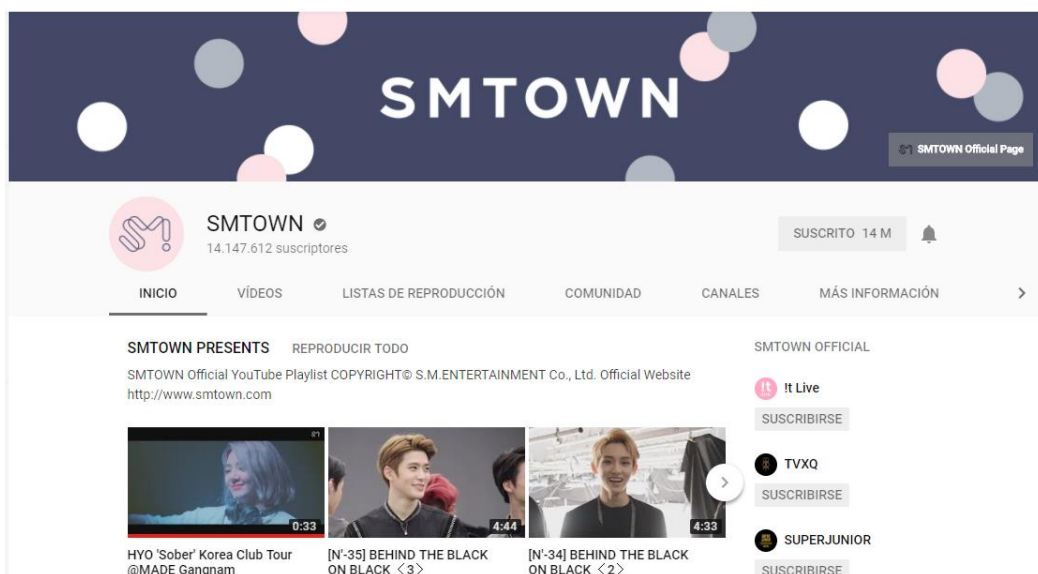 SMTOWN
SMTOWN Official Page
SM!
SMTOWN
14.147.612 suscriptores
SUSCRITO 14 M
INICIO VÍDEOS LISTAS DE REPRODUCCIÓN COMUNIDAD CANALES MÁS INFORMACIÓN
SMTOWN PRESENTS REPRODUCIR TODO
SMTOWN Official YouTube Playlist COPYRIGHT© S.M.ENTERTAINMENT Co., Ltd. Official Website
http://www.smtown.com
0:33
4:44
4:33
HYO 'Sober' Korea Club Tour
@MADE Gangnam
[N'-35] BEHIND THE BLACK
ON BLACK〈3〉
[N'-34] BEHIND THE BLACK
ON BLACK〈2〉
SMTOWN OFFICIAL
!t Live
SUSCRIBIRSE
TVXQ
SUSCRIBIRSE
SUPERJUNIOR
SUSCRIBIRSE